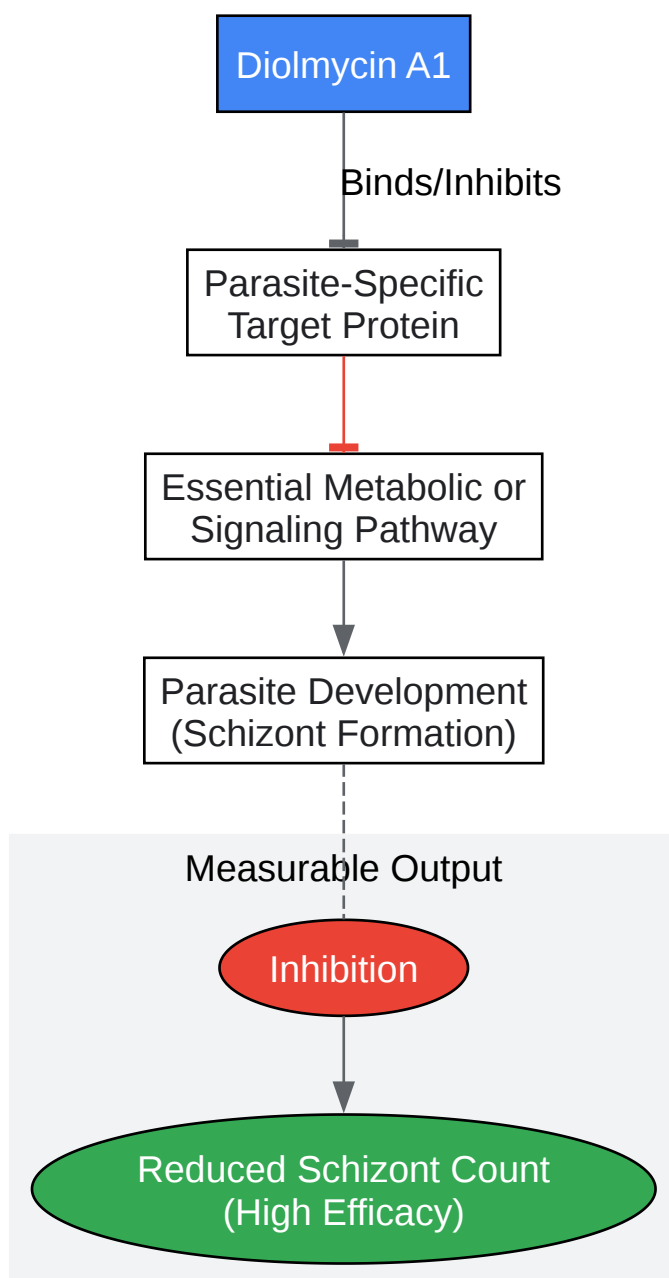 Diolmycin A1
Binds/Inhibits
Parasite-Specific
Target Protein
Essential Metabolic or
Signaling Pathway
Parasite Development
(Schizont Formation)
Measurable Output
Inhibition
Reduced Schizont Count
(High Efficacy)